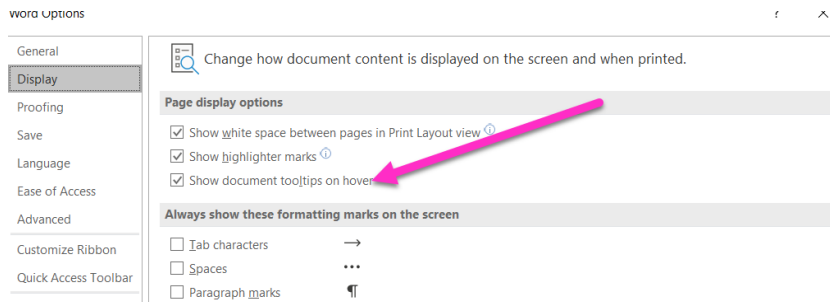 Word Options ?
General
Change how document content is displayed on the screen and when printed.
Display
Page display options
Proofing
Show white space between pages in Print Layout view
Save
Show highlighter marks
Language
Show document tooltips on hover
Ease of Access
Advanced
Always show these formatting marks on the screen
Customize Ribbon
Tab characters →
Quick Access Toolbar
Spaces •••
Paragraph marks ¶